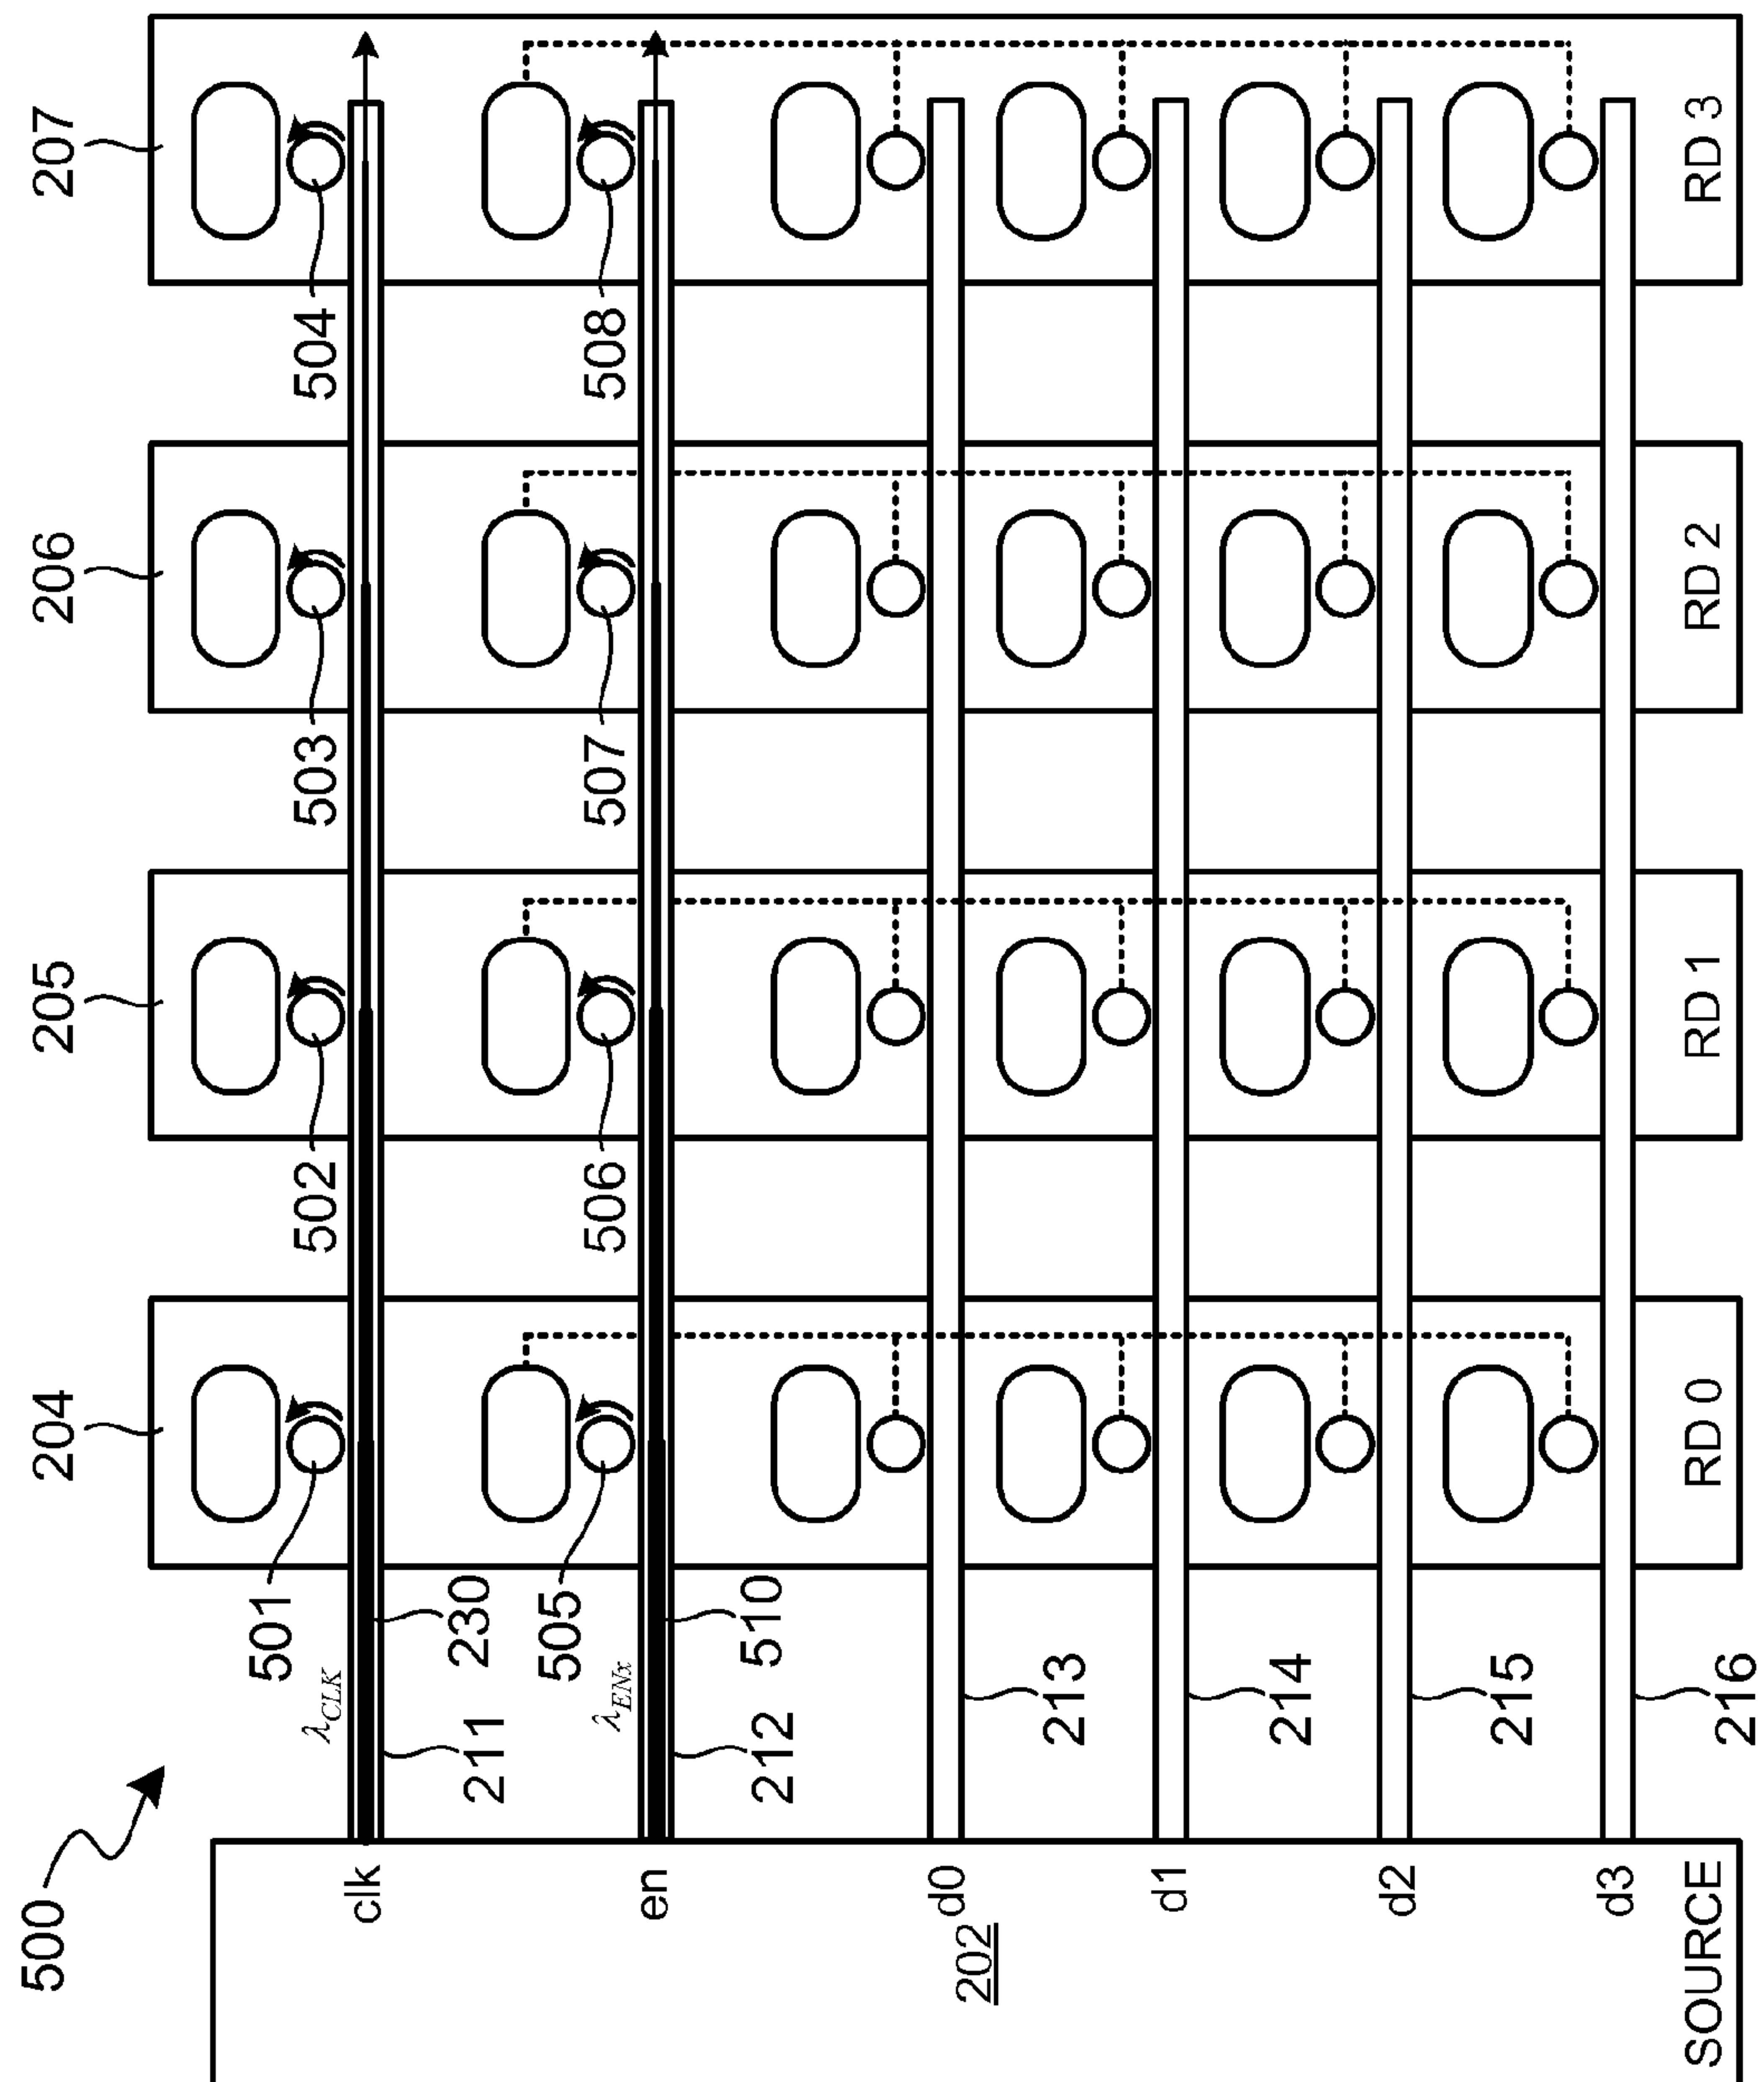 500
204
205
206
207
501
502
503
504
λCLK
230
211
clk
505
506
507
508
λENx
510
212
en
213
d0
202
214
d1
215
d2
216
d3
SOURCE
RD 0
RD 1
RD 2
RD 3